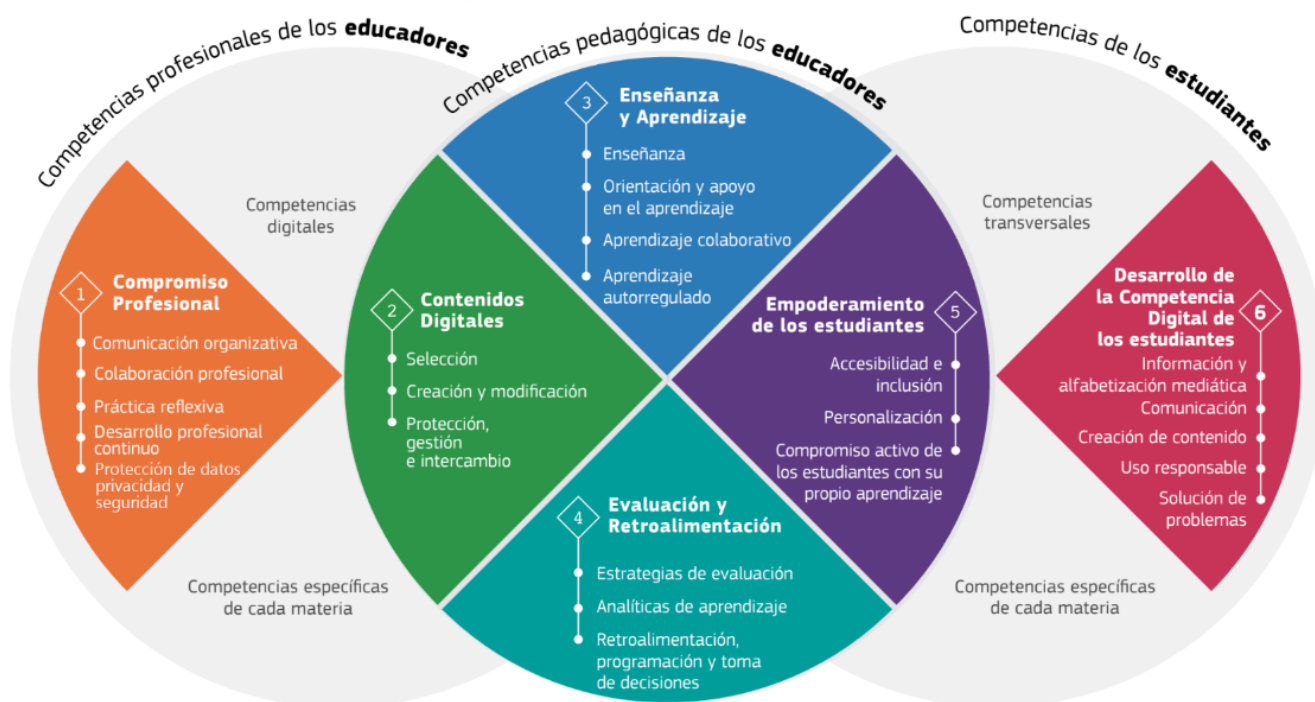 Competencias profesionales de los educadores
Competencias pedagógicas de los educadores
Competencias de los
estudiantes
Competencias
digitales
Competencias específicas
de cada materia
1
Compromiso
Profesional
Comunicación organizativa
Colaboración profesional
Práctica reflexiva
Desarrollo profesional
continuo
Protección de datos,
privacidad y
seguridad
2
Contenidos
Digitales
Selección
Creación y modificación
Protección,
gestión
e intercambio
3
Enseñanza
y Aprendizaje
Enseñanza
Orientación y apoyo
en el aprendizaje
Aprendizaje colaborativo
Aprendizaje
autorregulado
4
Evaluación y
Retroalimentación
Estrategias de evaluación
Analíticas de aprendizaje
Retroalimentación,
programación y toma
de decisiones
5
Empoderamiento
de los estudiantes
Accesibilidad e
inclusión
Personalización
Compromiso activo de
los estudiantes con su
propio aprendizaje
Competencias
transversales
6
Desarrollo de
la Competencia
Digital de
los estudiantes
Información y
alfabetización mediática
Comunicación
Creación de contenido
Uso responsable
Solución de
problemas
Competencias específicas
de cada materia